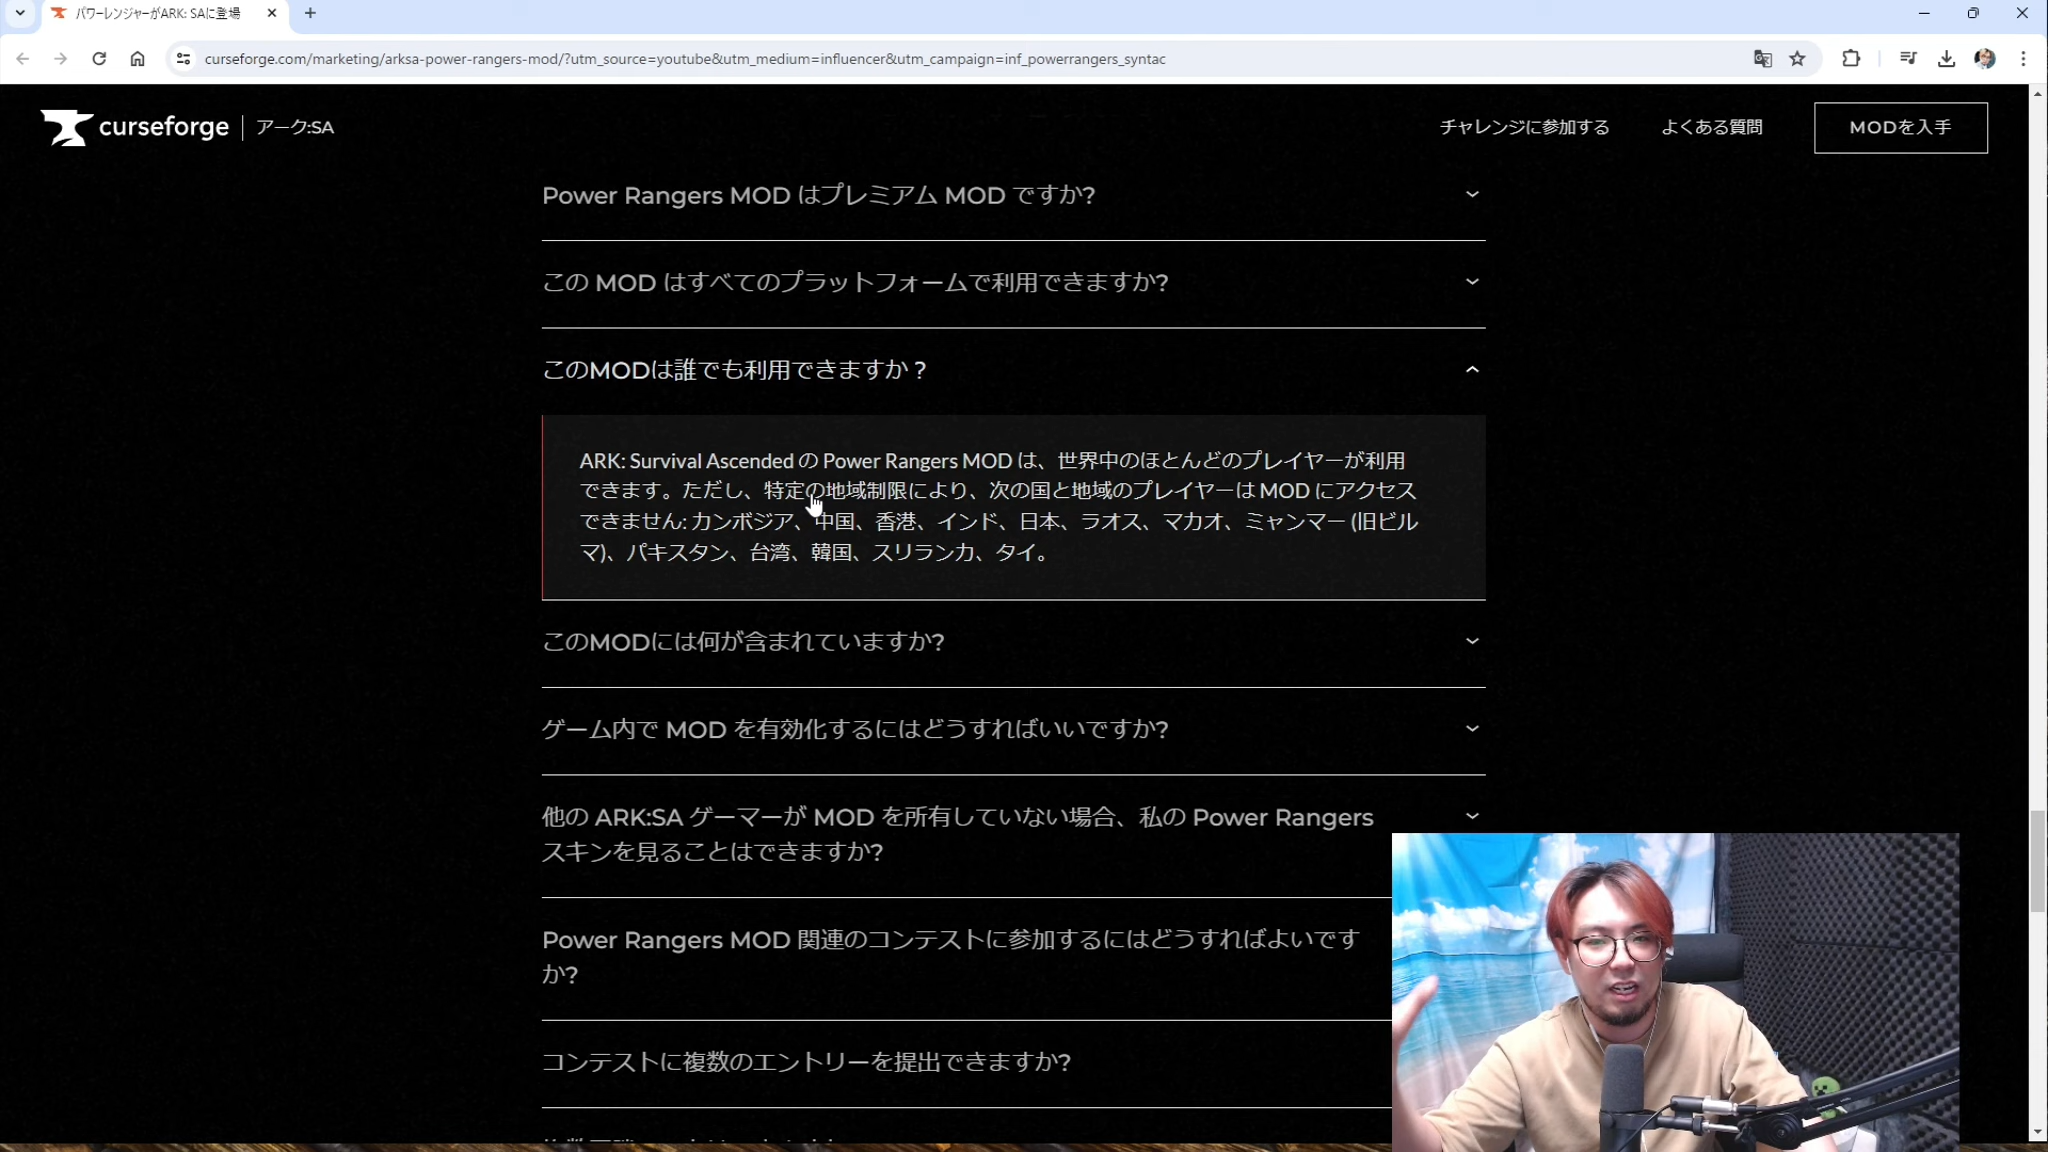 パワーレンジャーがARK: SAに登場
curseforge.com/marketing/arksa-power-rangers-mod/?utm_source=youtube&utm_medium=influencer&utm_campaign=inf_powerrangers_syntac
curseforge | アーク:SA
チャレンジに参加する
よくある質問
MODを入手
Power Rangers MOD はプレミアム MOD ですか?
この MOD はすべてのプラットフォームで利用できますか?
このMODは誰でも利用できますか？
ARK: Survival Ascended の Power Rangers MOD は、世界中のほとんどのプレイヤーが利用
できます。ただし、特定の地域制限により、次の国と地域のプレイヤーは MOD にアクセス
できません: カンボジア、中国、香港、インド、日本、ラオス、マカオ、ミャンマー (旧ビル
マ)、パキスタン、台湾、韓国、スリランカ、タイ。
このMODには何が含まれていますか?
ゲーム内で MOD を有効化するにはどうすればいいですか?
他の ARK:SA ゲーマーが MOD を所有していない場合、私の Power Rangers
スキンを見ることはできますか?
Power Rangers MOD 関連のコンテストに参加するにはどうすればよいです
か?
コンテストに複数のエントリーを提出できますか?